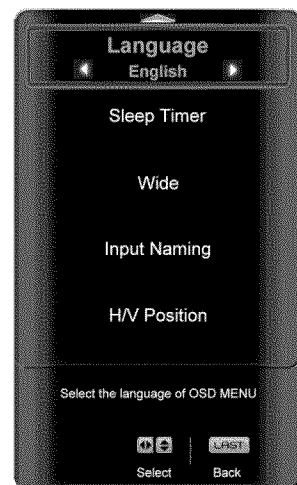 Language
English
Sleep Timer
Wide
Input Naming
H/V Position
Select the language of OSD MENU
LAST
Select Back